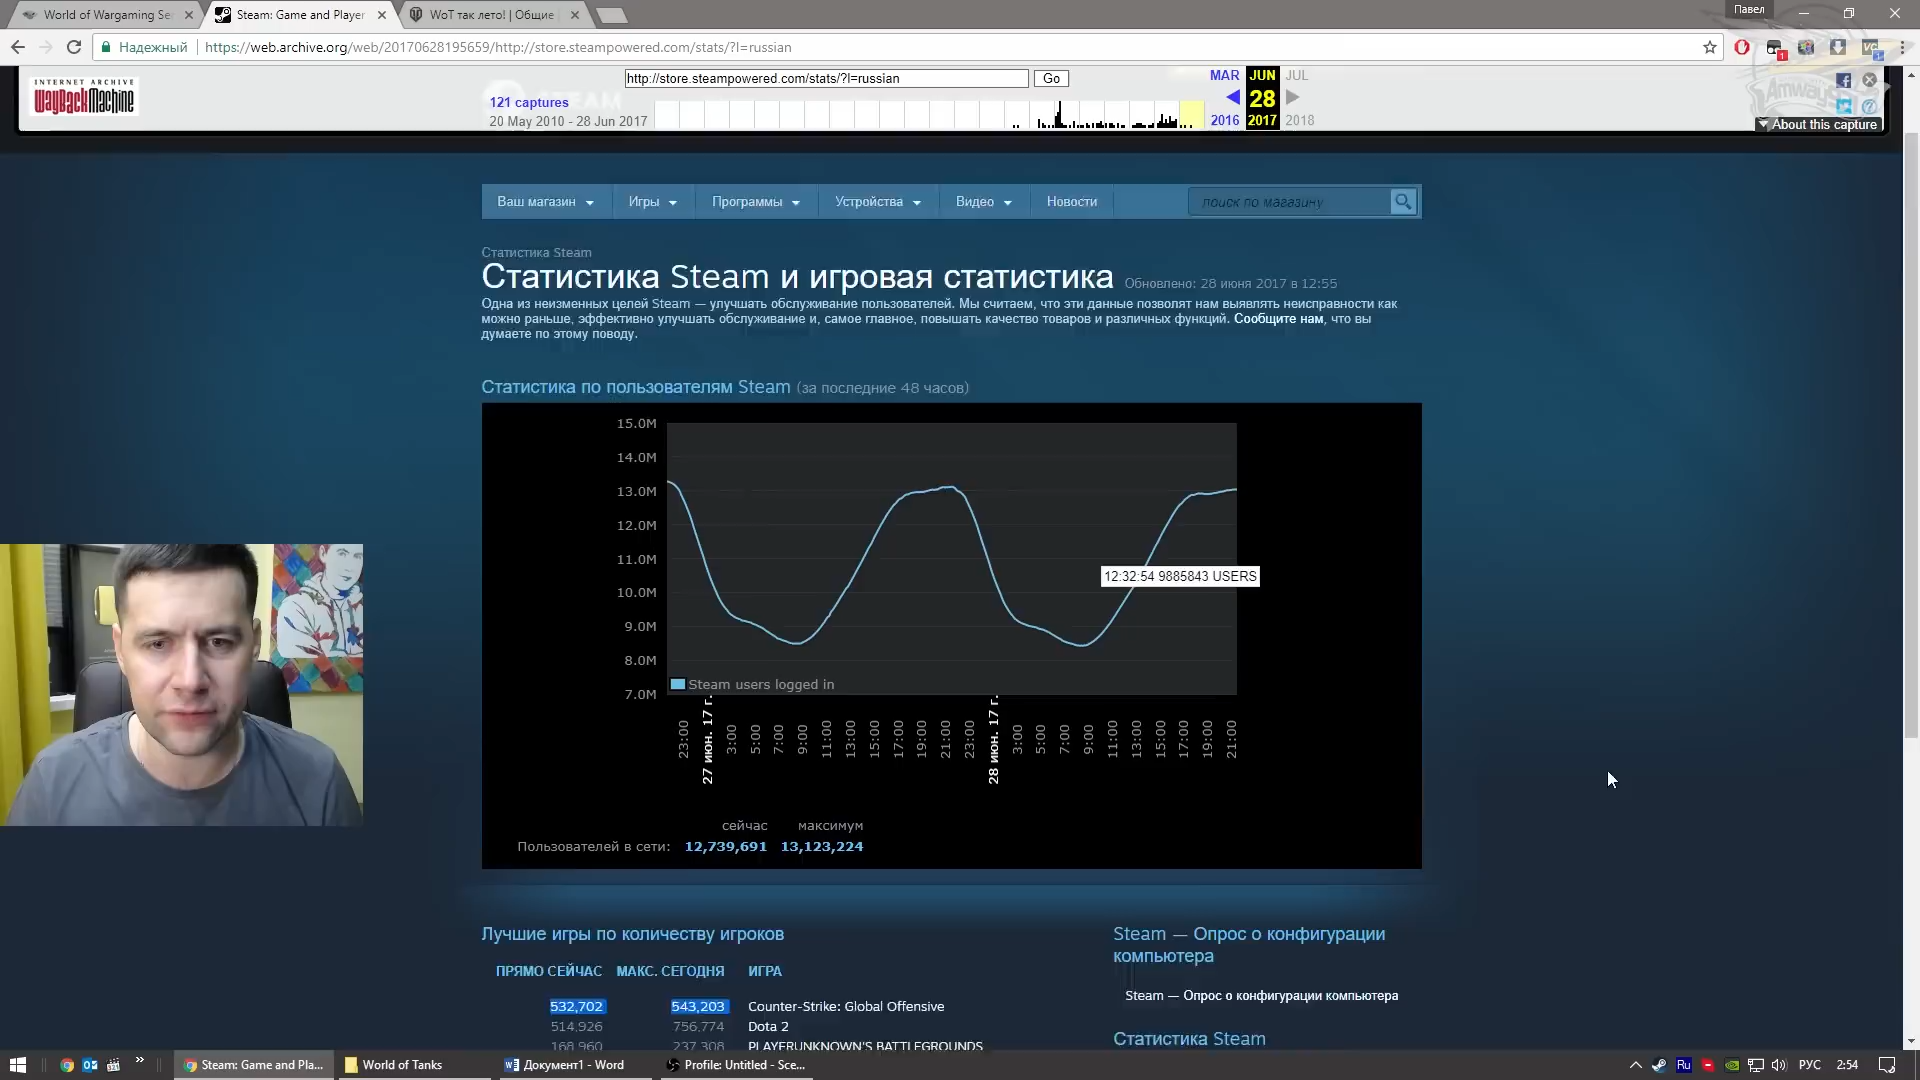 World of Wargaming Se
Steam: Game and Player
WoT так лето! | Общие
Павел
Надежный
https://web.archive.org/web/20170628195659/http://store.steampowered.com/stats/?l=russian
INTERNET ARCHIVE
WayBackMachine
http://store.steampowered.com/stats/?l=russian
Go
121 captures
20 May 2010 - 28 Jun 2017
MAR JUN JUL
28
2016 2017 2018
About this capture
Ваш магазин Игры Программы Устройства Видео Новости
поиск по магазину
Статистика Steam
Статистика Steam и игровая статистика Обновлено: 28 июня 2017 в 12:55
Одна из неизменных целей Steam — улучшать обслуживание пользователей. Мы считаем, что эти данные позволят нам выявлять неисправности как
можно раньше, эффективно улучшать обслуживание и, самое главное, повышать качество товаров и различных функций. Сообщите нам, что вы
думаете по этому поводу.
Статистика по пользователям Steam (за последние 48 часов)
15.0M
14.0M
13.0M
12.0M
11.0M
10.0M
9.0M
8.0M
7.0M
12:32:54 9885843 USERS
Steam users logged in
23:00 27 июн. 17 г. 3:00 5:00 7:00 9:00 11:00 13:00 15:00 17:00 19:00 21:00 23:00 28 июн. 17 г. 3:00 5:00 7:00 9:00 11:00 13:00 15:00 17:00 19:00 21:00
сейчас максимум
Пользователей в сети: 12,739,691 13,123,224
Лучшие игры по количеству игроков
ПРЯМО СЕЙЧАС МАКС. СЕГОДНЯ ИГРА
532,702 543,203 Counter-Strike: Global Offensive
514,926 756,774 Dota 2
168,960 237,308 PLAYERUNKNOWN'S BATTLEGROUNDS
Steam — Опрос о конфигурации
компьютера
Steam — Опрос о конфигурации компьютера
Статистика Steam
Steam: Game and Pla...
World of Tanks
Документ1 - Word
Profile: Untitled - Sce...
Ru
РУС
2:54